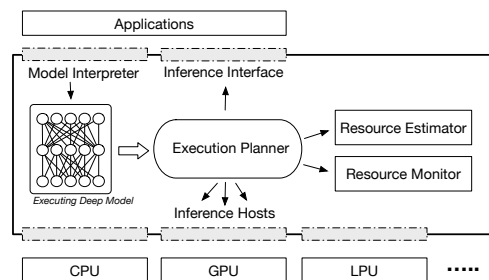 Applications
Model Interpreter
Inference Interface
Execution Planner
Resource Estimator
Resource Monitor
Executing Deep Model
Inference Hosts
CPU
GPU
LPU
.....